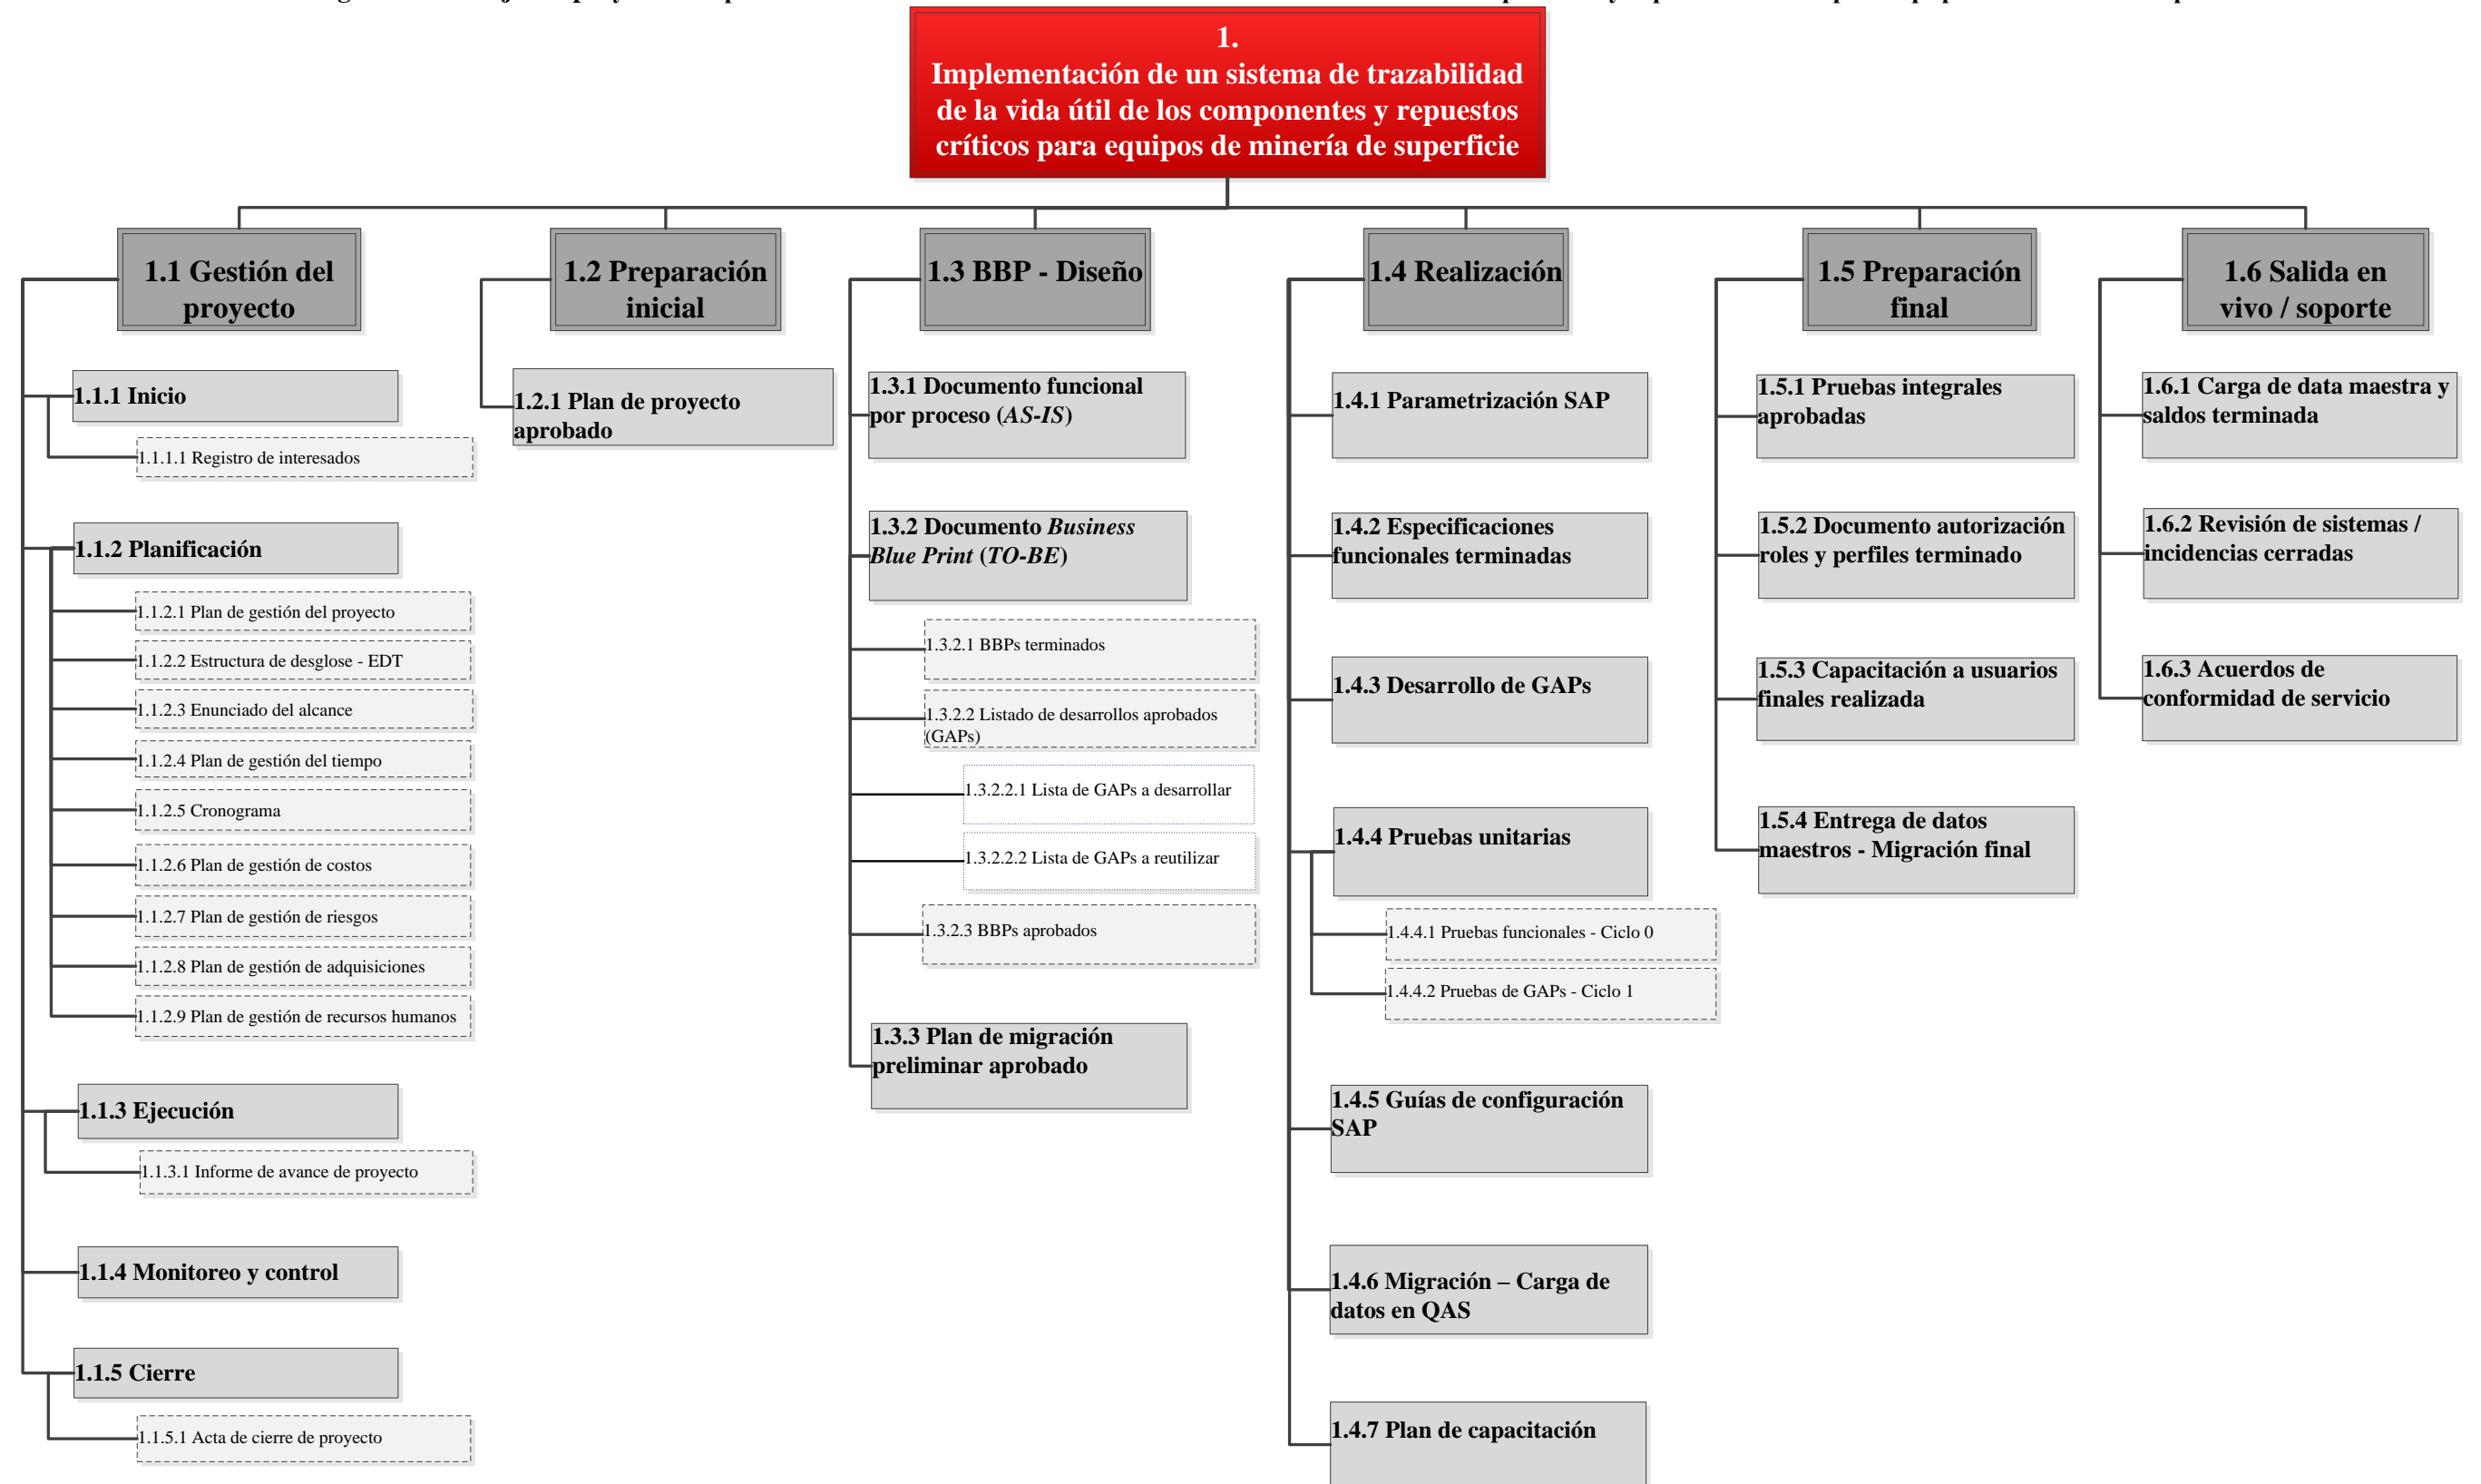 1.
Implementación de un sistema de trazabilidad
de la vida útil de los componentes y repuestos
críticos para equipos de minería de superficie
1.1 Gestión del
proyecto
1.1.1 Inicio
1.1.1.1 Registro de interesados
1.1.2 Planificación
1.1.2.1 Plan de gestión del proyecto
1.1.2.2 Estructura de desglose - EDT
1.1.2.3 Enunciado del alcance
1.1.2.4 Plan de gestión del tiempo
1.1.2.5 Cronograma
1.1.2.6 Plan de gestión de costos
1.1.2.7 Plan de gestión de riesgos
1.1.2.8 Plan de gestión de adquisiciones
1.1.2.9 Plan de gestión de recursos humanos
1.1.3 Ejecución
1.1.3.1 Informe de avance de proyecto
1.1.4 Monitoreo y control
1.1.5 Cierre
1.1.5.1 Acta de cierre de proyecto
1.2 Preparación
inicial
1.2.1 Plan de proyecto
aprobado
1.3 BBP - Diseño
1.3.1 Documento funcional
por proceso (AS-IS)
1.3.2 Documento Business
Blue Print (TO-BE)
1.3.2.1 BBPs terminados
1.3.2.2 Listado de desarrollos aprobados
(GAPs)
1.3.2.2.1 Lista de GAPs a desarrollar
1.3.2.2.2 Lista de GAPs a reutilizar
1.3.2.3 BBPs aprobados
1.3.3 Plan de migración
preliminar aprobado
1.4 Realización
1.4.1 Parametrización SAP
1.4.2 Especificaciones
funcionales terminadas
1.4.3 Desarrollo de GAPs
1.4.4 Pruebas unitarias
1.4.4.1 Pruebas funcionales - Ciclo 0
1.4.4.2 Pruebas de GAPs - Ciclo 1
1.4.5 Guías de configuración
SAP
1.4.6 Migración – Carga de
datos en QAS
1.4.7 Plan de capacitación
1.5 Preparación
final
1.5.1 Pruebas integrales
aprobadas
1.5.2 Documento autorización
roles y perfiles terminado
1.5.3 Capacitación a usuarios
finales realizada
1.5.4 Entrega de datos
maestros - Migración final
1.6 Salida en
vivo / soporte
1.6.1 Carga de data maestra y
saldos terminada
1.6.2 Revisión de sistemas /
incidencias cerradas
1.6.3 Acuerdos de
conformidad de servicio